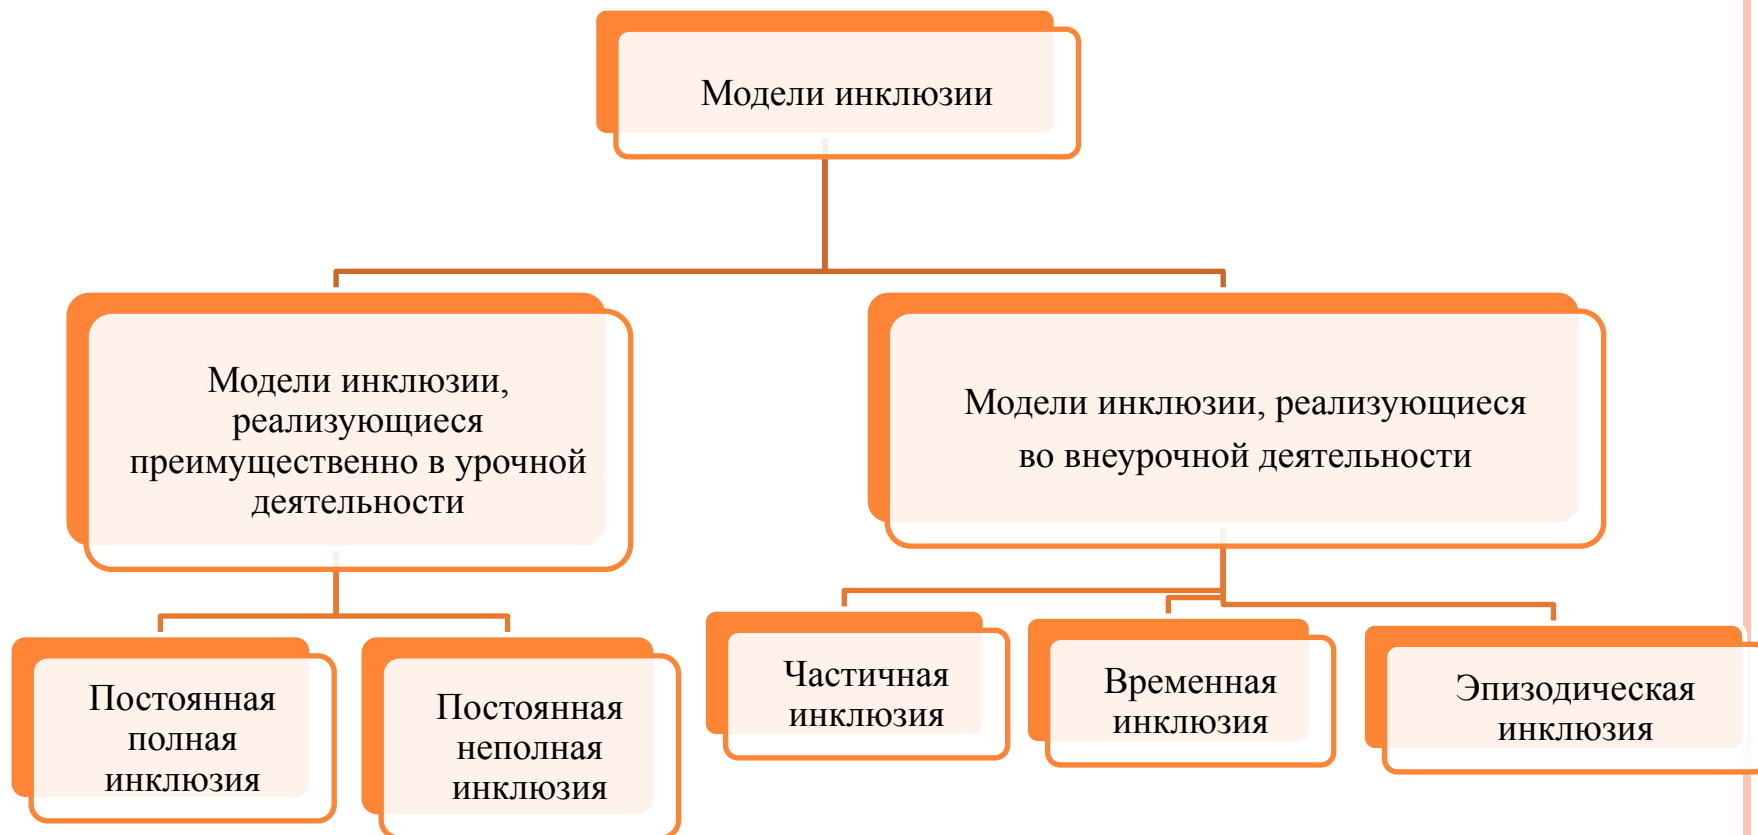 Модели инклюзии
Модели инклюзии,
реализующиеся
преимущественно в урочной
деятельности
Модели инклюзии, реализующиеся
во внеурочной деятельности
Постоянная
полная
инклюзия
Постоянная
неполная
инклюзия
Частичная
инклюзия
Временная
инклюзия
Эпизодическая
инклюзия